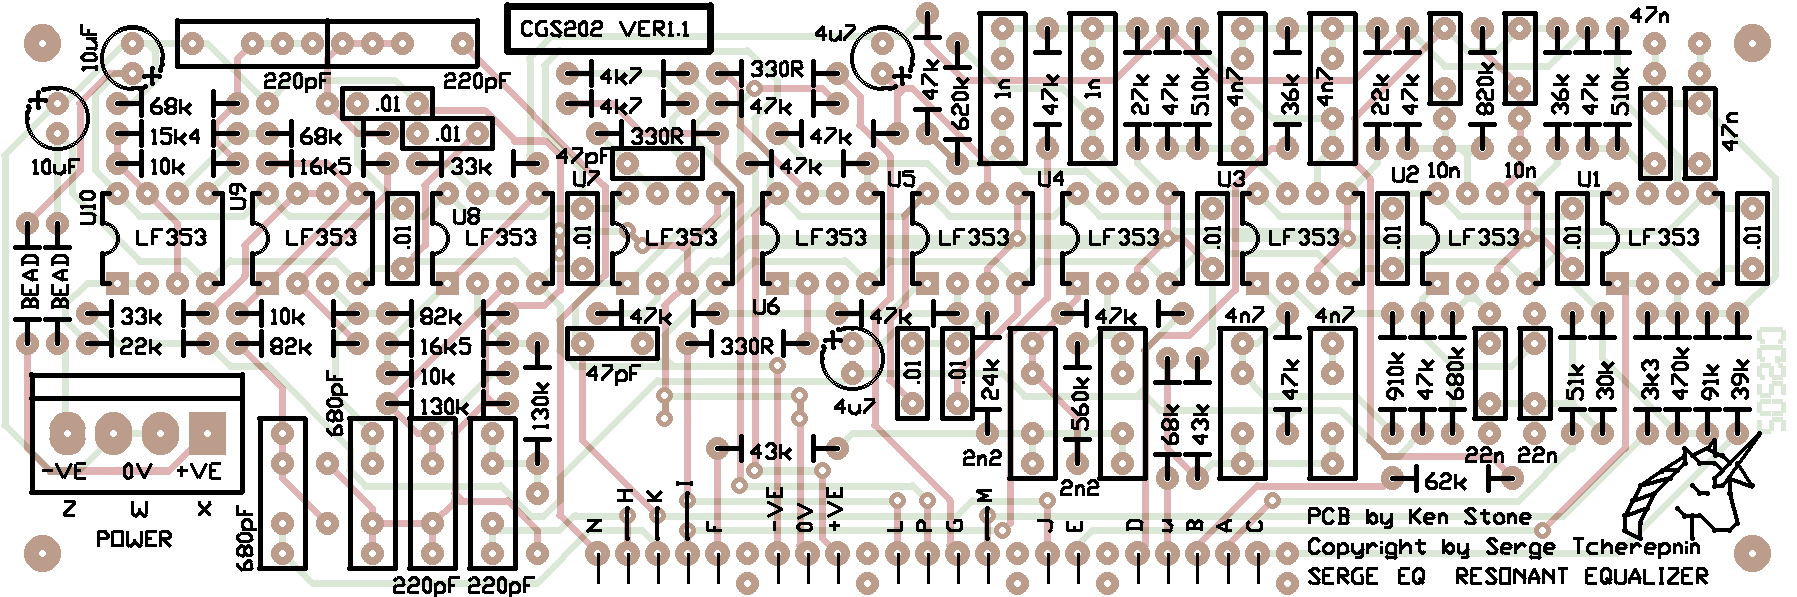 CGS202 VER1.1
10uF
220pF
220pF
4u7
47n
10uF
68k
15k4
10k
68k
16k5
.01
.01
33k
4k7
4k7
330R
47pF
330R
47k
47k
47k
47k
620k
1n
47k
1n
27k
47k
510k
4n7
36k
4n7
22k
47k
10n
820k
10n
36k
47k
510k
47n
U10
U9
U8
U7
U5
U4
U3
U2
U1
LF353
LF353
.01
LF353
.01
LF353
LF353
LF353
LF353
.01
LF353
.01
LF353
.01
LF353
.01
BEAD
BEAD
33k
22k
10k
82k
82k
16k5
10k
130k
130k
47k
47pF
U6
330R
47k
4u7
.01
.01
24k
2n2
560k
2n2
47k
68k
43k
4n7
47k
4n7
910k
47k
680k
22n
22n
51k
30k
3k3
470k
91k
39k
62k
43k
680pF
680pF
220pF
220pF
-VE 0V +VE
Z W X
POWER
N H K I F -VE 0V +VE L P G M J E D U B A C
CGS202
PCB by Ken Stone
Copyright by Serge Tcherepnin
SERGE EQ RESONANT EQUALIZER